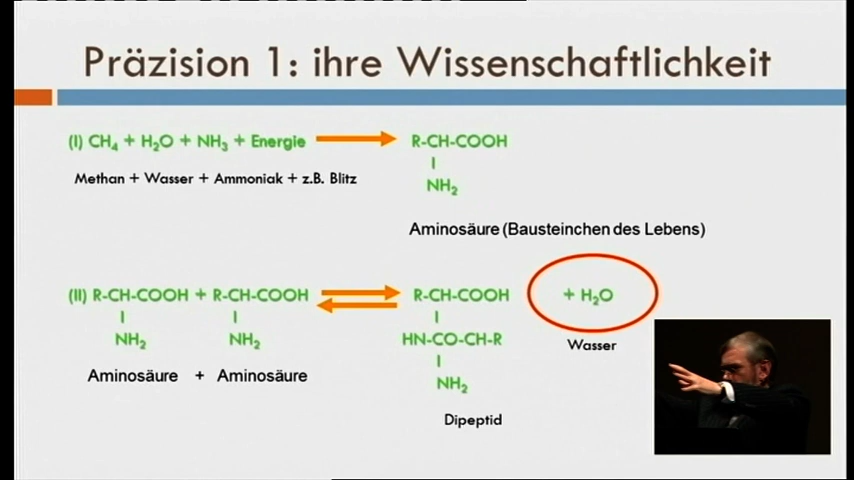 Präzision 1: ihre Wissenschaftlichkeit
(I) CH₄ + H₂O + NH₃ + Energie
R-CH-COOH
NH₂
Methan + Wasser + Ammoniak + z.B. Blitz
Aminosäure (Bausteinchen des Lebens)
(II) R-CH-COOH + R-CH-COOH
R-CH-COOH
+ H₂O
NH₂
NH₂
HN-CO-CH-R
Wasser
Aminosäure + Aminosäure
NH₂
Dipeptid